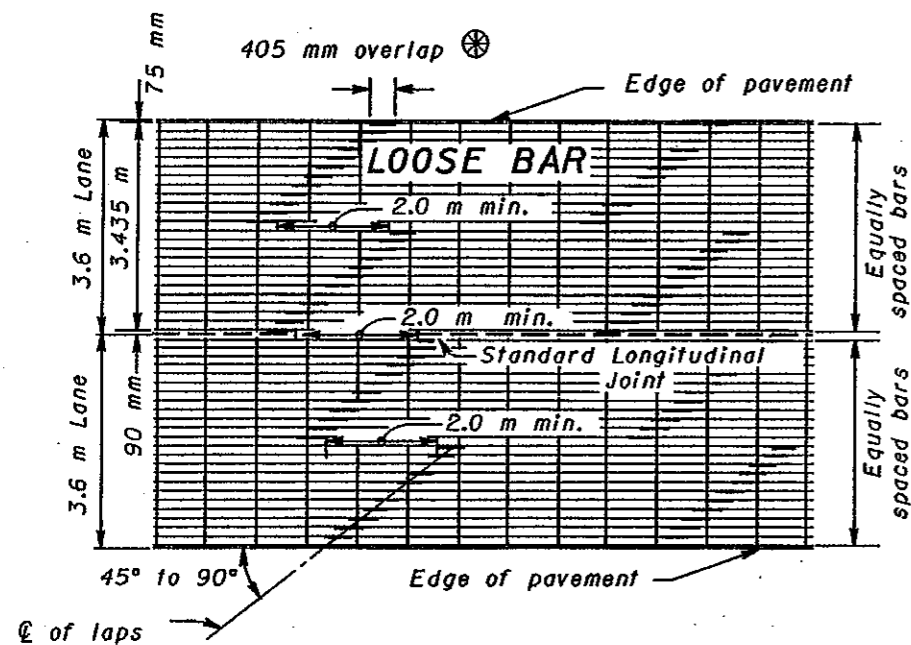 75 mm
405 mm overlap ⊛
Edge of pavement
3.6 m Lane
3.435 m
LOOSE BAR
2.0 m min.
Equally
spaced bars
2.0 m min.
Standard Longitudinal
Joint
3.6 m Lane
90 mm
2.0 m min.
Equally
spaced bars
45° to 90°
Edge of pavement
℄ of laps